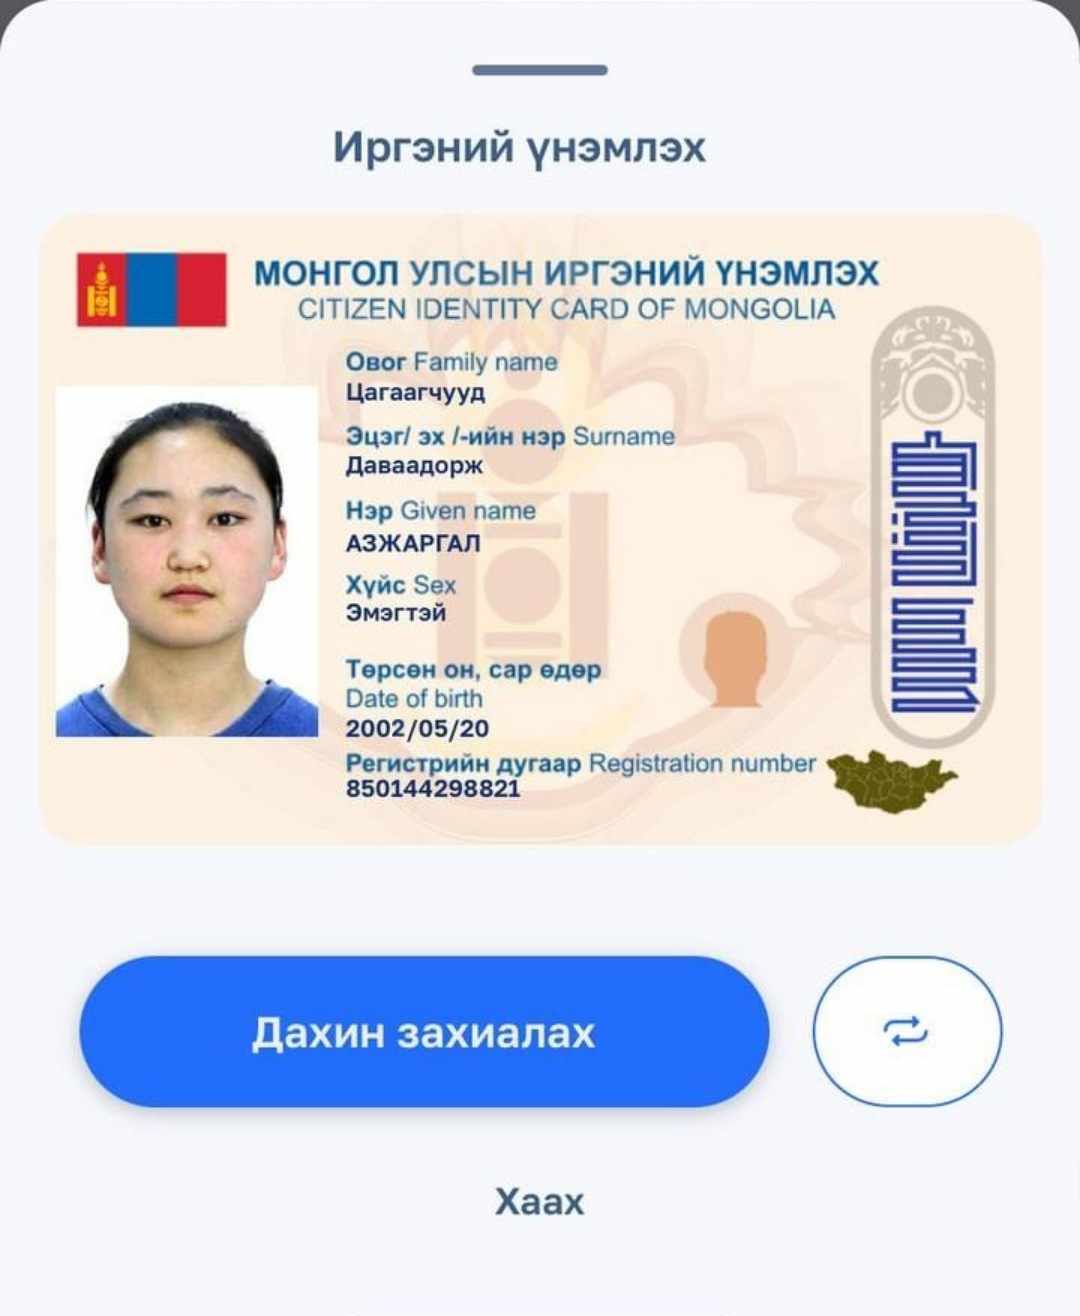 Иргэний үнэмлэх
МОНГОЛ УЛСЫН ИРГЭНИЙ ҮНЭМЛЭХ
CITIZEN IDENTITY CARD OF MONGOLIA
Овог Family name
Цагаагчууд
Эцэг/ эх /-ийн нэр Surname
Даваадорж
Нэр Given name
АЗЖАРГАЛ
Хүйс Sex
Эмэгтэй
Төрсөн он, сар өдөр
Date of birth
2002/05/20
Регистрийн дугаар Registration number
850144298821
Дахин захиалах
Хаах